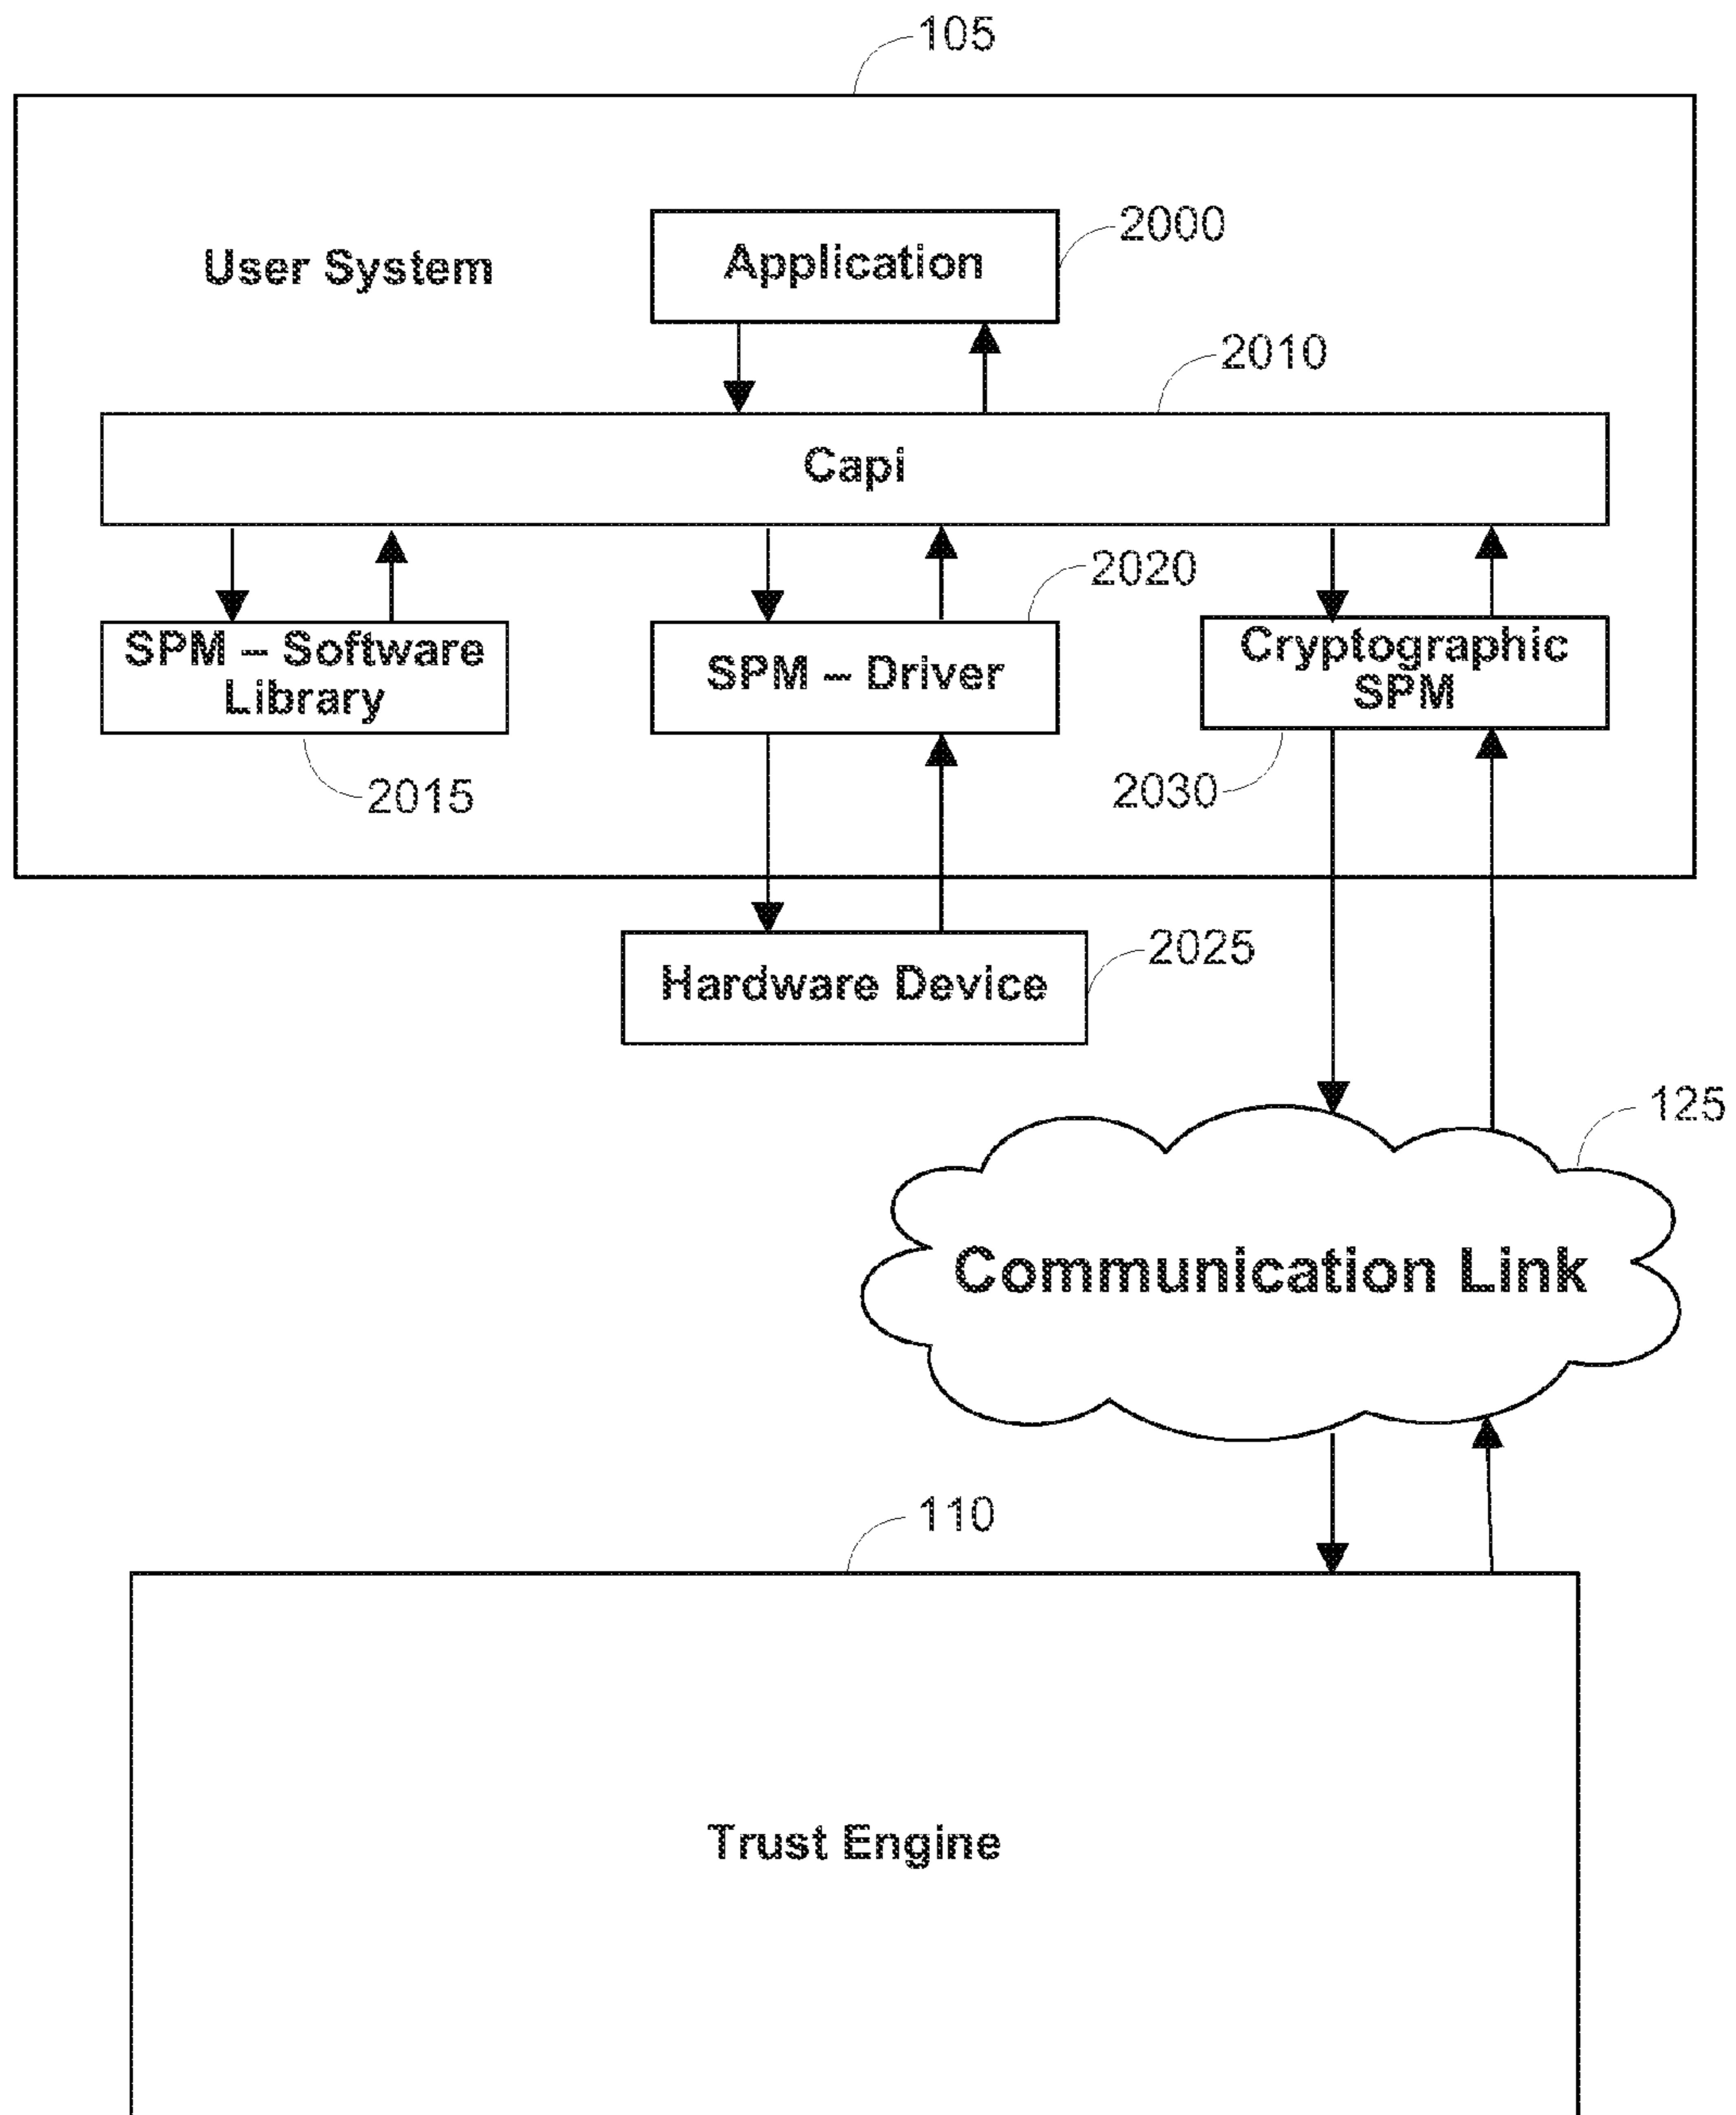 105
User System
Application
2000
2010
Capi
2020
SPM – Software
Library
SPM – Driver
Cryptographic
SPM
2015
2030
Hardware Device
2025
125
Communication Link
110
Trust Engine